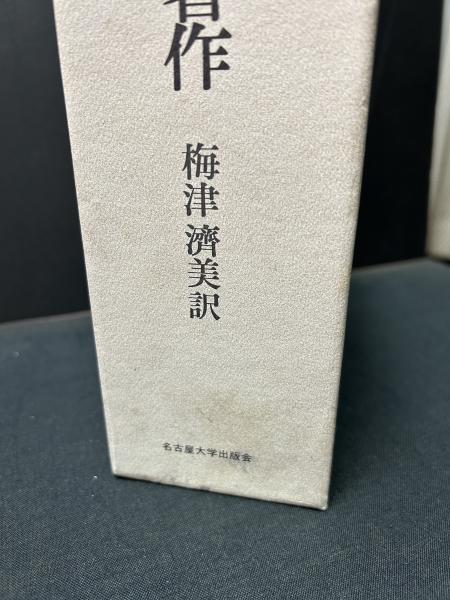 著作
梅津 濟美訳
名古屋大学出版会